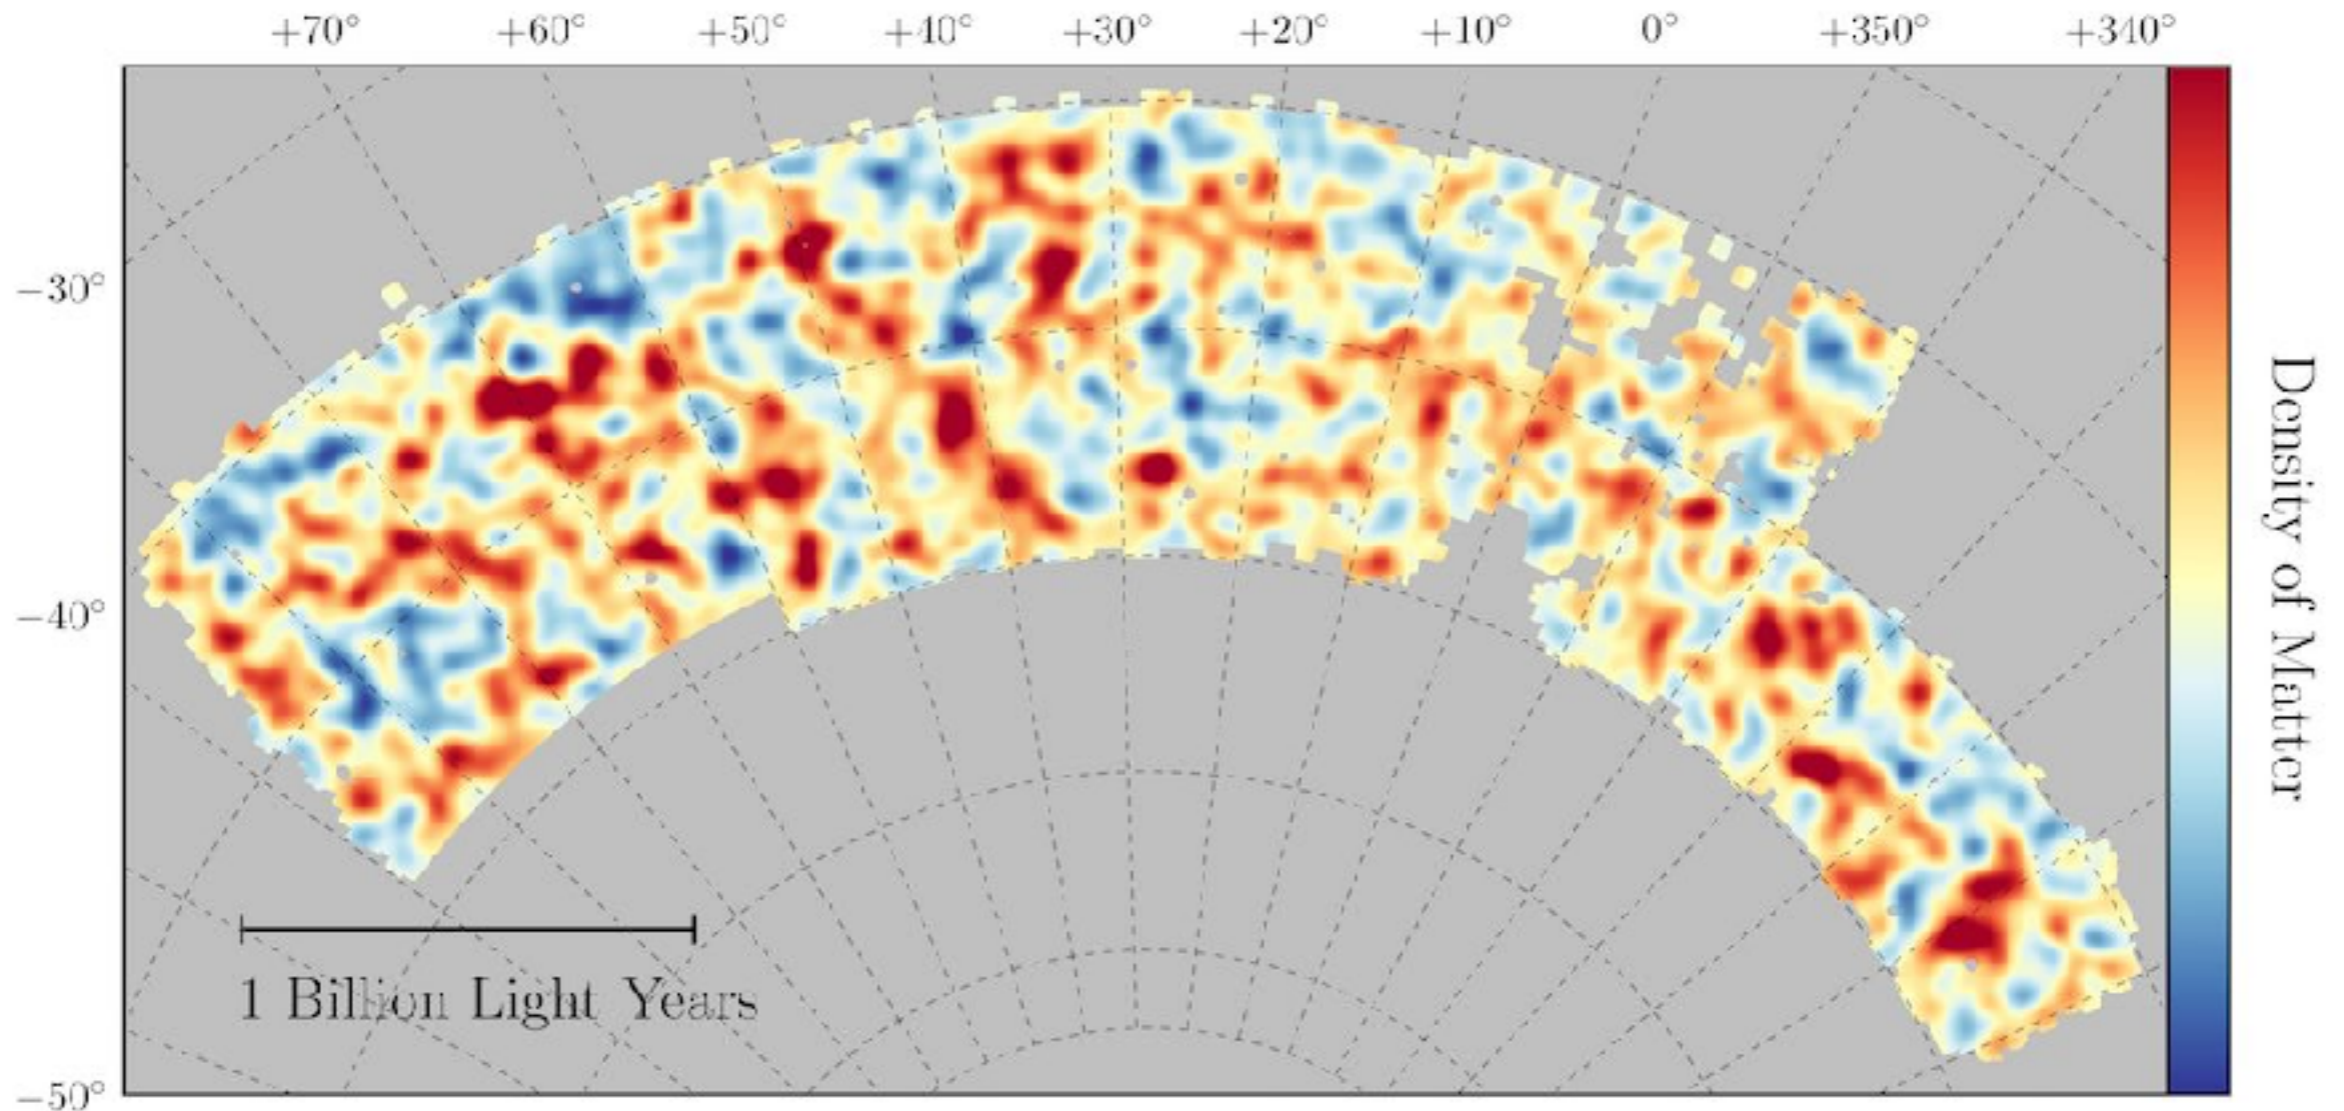 +70° +60° +50° +40° +30° +20° +10° 0° +350° +340°
−30°
−40°
−50°
1 Billion Light Years
Density of Matter